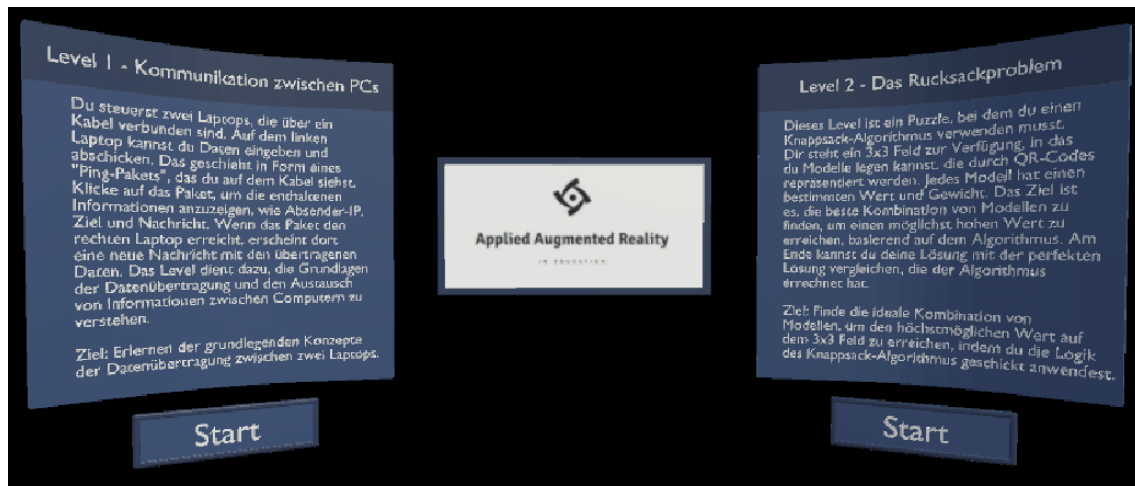 Level 1 - Kommunikation zwischen PCs
Du steuerst zwei Laptops, die über ein
Kabel verbunden sind. Auf dem linken
Laptop kannst du Daten eingeben und
abschicken. Das geschieht in Form eines
"Ping-Pakets", das du auf dem Kabel siehst.
Klicke auf das Paket, um die enthaltenen
Informationen anzuzeigen, wie Absender-IP,
Ziel und Nachricht. Wenn das Paket den
rechten Laptop erreicht, erscheint dort
eine neue Nachricht mit den übertragenen
Daten. Das Level dient dazu, die Grundlagen
der Datenübertragung und den Austausch
von Informationen zwischen Computern zu
verstehen.
Ziel: Erlernen der grundlegenden Konzepte
der Datenübertragung zwischen zwei Laptops.
Start
Applied Augmented Reality
IN EDUCATION
Level 2 - Das Rucksackproblem
Dieses Level ist ein Puzzle, bei dem du einen
Knappsack-Algorithmus verwenden musst.
Dir steht ein 3x3 Feld zur Verfügung, in das
du Modelle legen kannst, die durch QR-Codes
repräsentiert werden. Jedes Modell hat einen
bestimmten Wert und Gewicht. Das Ziel ist
es, die beste Kombination von Modellen zu
finden, um einen möglichst hohen Wert zu
erreichen, basierend auf dem Algorithmus. Am
Ende kannst du deine Lösung mit der perfekten
Lösung vergleichen, die der Algorithmus
errechnet hat.
Ziel: Finde die ideale Kombination von
Modellen, um den höchstmöglichen Wert auf
dem 3x3 Feld zu erreichen, indem du die Logik
des Knappsack-Algorithmus geschickt anwendest.
Start